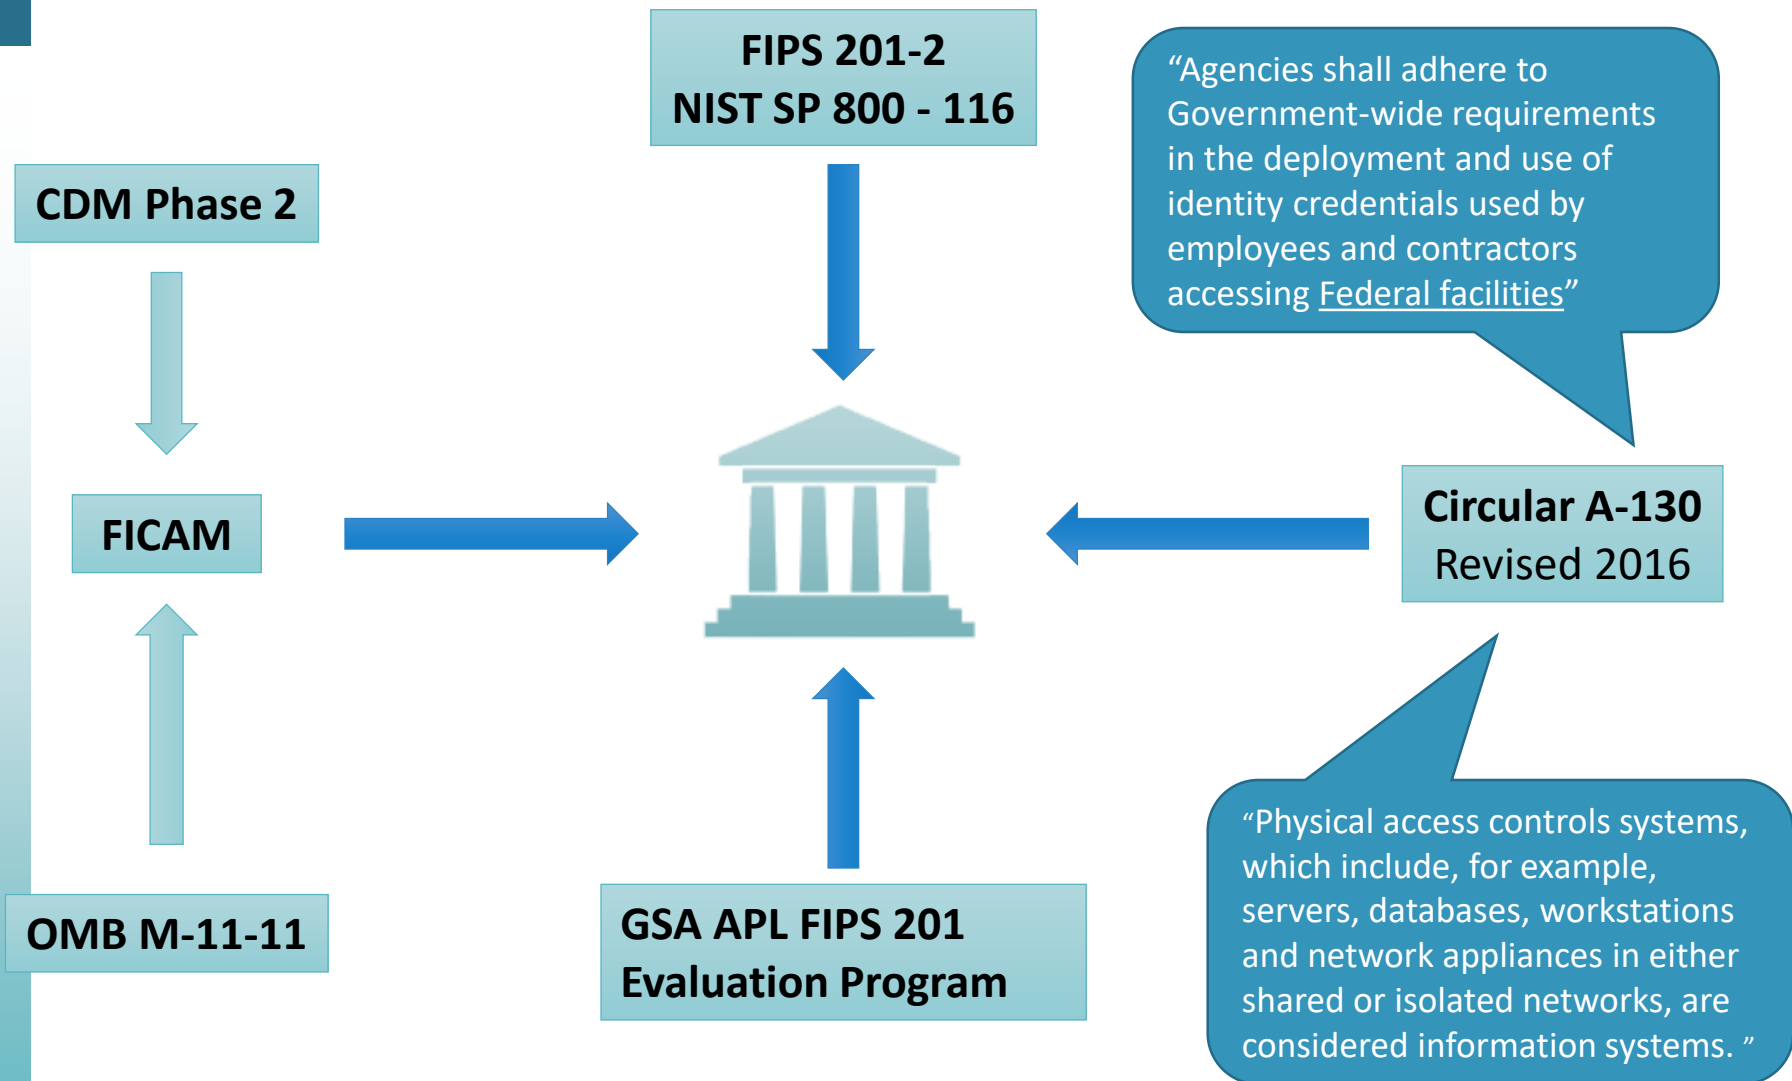 FIPS 201-2
NIST SP 800 - 116
“Agencies shall adhere to
Government-wide requirements
in the deployment and use of
identity credentials used by
employees and contractors
accessing Federal facilities”
CDM Phase 2
FICAM
Circular A-130
Revised 2016
OMB M-11-11
GSA APL FIPS 201
Evaluation Program
“Physical access controls systems,
which include, for example,
servers, databases, workstations
and network appliances in either
shared or isolated networks, are
considered information systems. ”